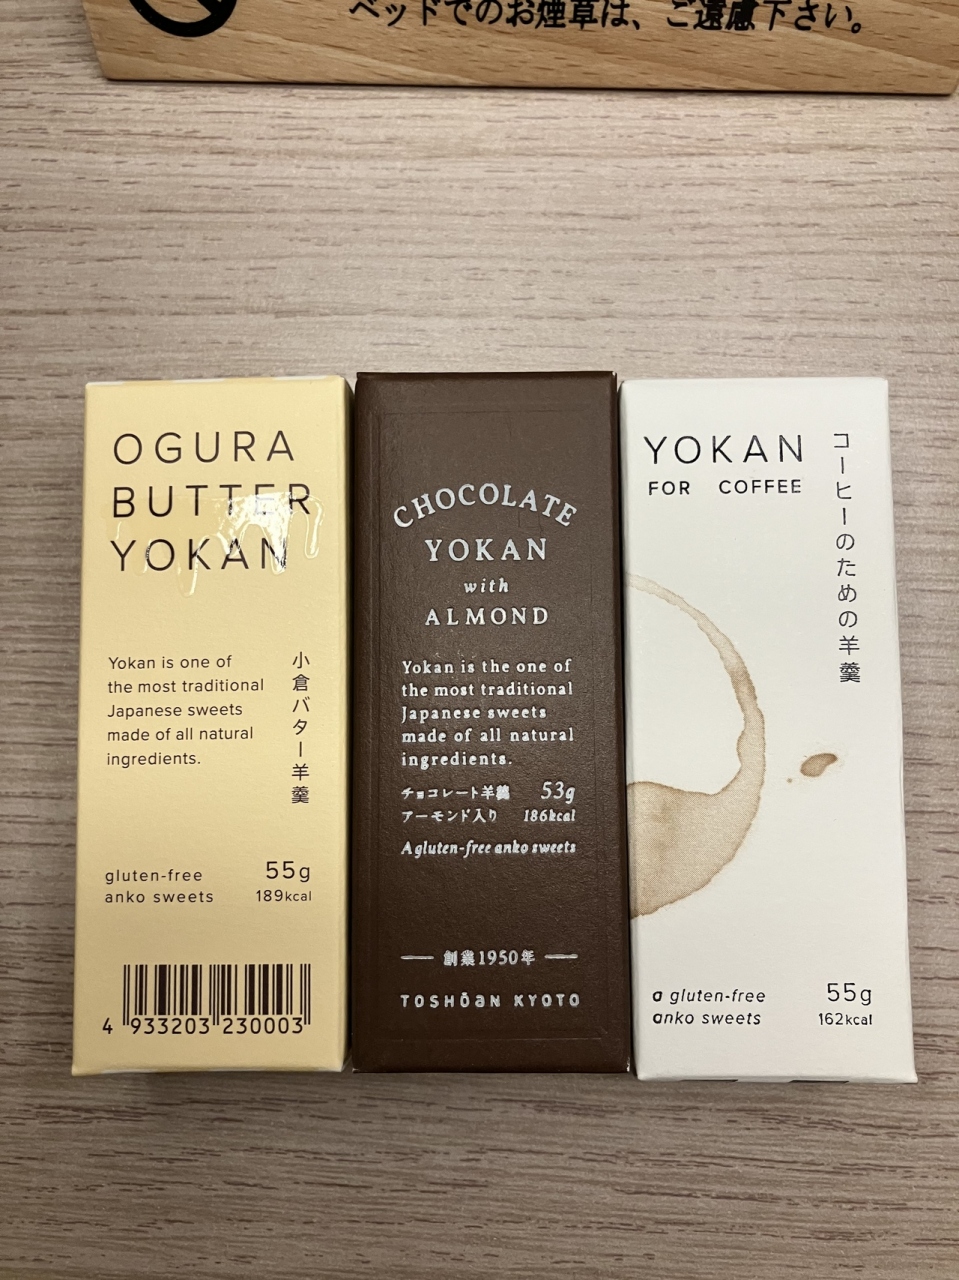 ベッドでのお煙草は、ご遠慮下さい。
OGURA
BUTTER
YOKAN
Yokan is one of
the most traditional
Japanese sweets
made of all natural
ingredients.
小倉バター羊羹
gluten-free
anko sweets
55g
189kcal
4 933203 230003
CHOCOLATE
YOKAN
with
ALMOND
Yokan is the one of
the most traditional
Japanese sweets
made of all natural
ingredients.
チョコレート羊羹 53g
アーモンド入り 186kcal
A gluten-free anko sweets
創業1950年
TOSHŌaN KYOTO
YOKAN
FOR COFFEE
コーヒーのための羊羹
a gluten-free
anko sweets
55g
162kcal